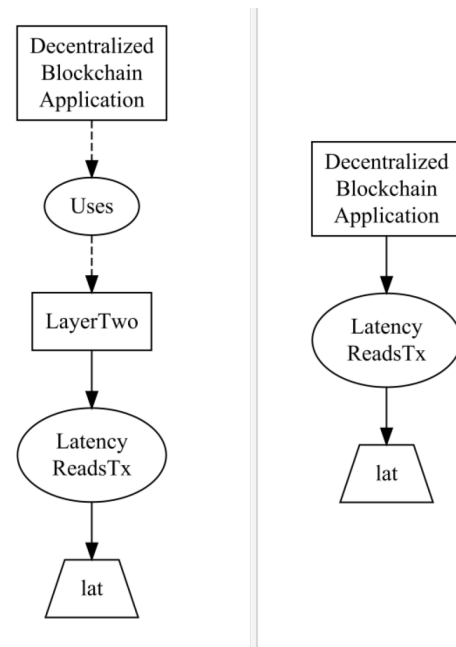 Decentralized
Blockchain
Application
Uses
LayerTwo
Latency
ReadsTx
lat
Decentralized
Blockchain
Application
Latency
ReadsTx
lat